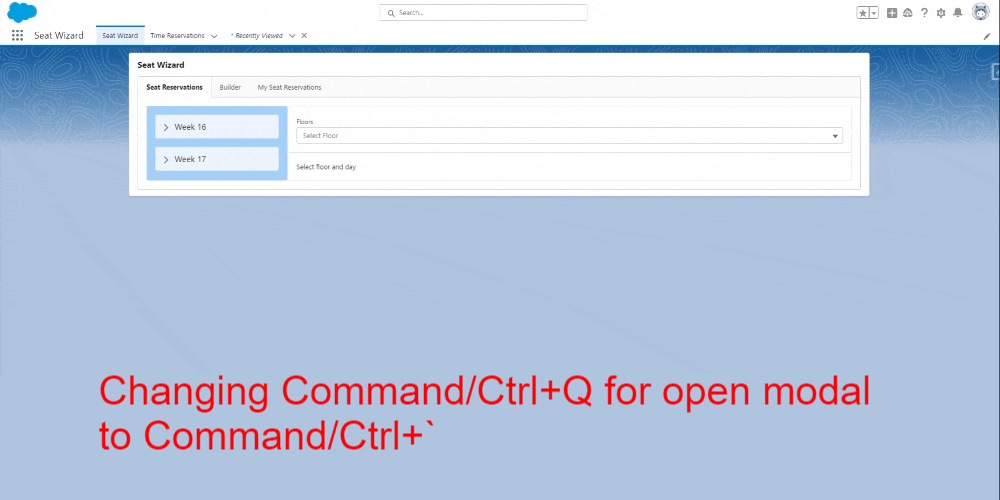 Search...
Seat Wizard
Seat Wizard
Time Reservations
* Recently Viewed
Seat Wizard
Seat Reservations
Builder
My Seat Reservations
Week 16
Floors
Select Floor
Week 17
Select floor and day
Changing Command/Ctrl+Q for open modal
to Command/Ctrl+`